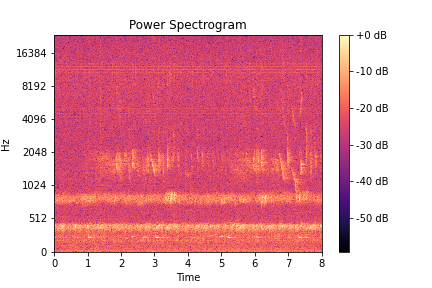 Power Spectrogram
+0 dB
16384
-10 dB
8192
-20 dB
4096
Hz
2048
-30 dB
1024
-40 dB
512
-50 dB
0
0 1 2 3 4 5 6 7 8
Time